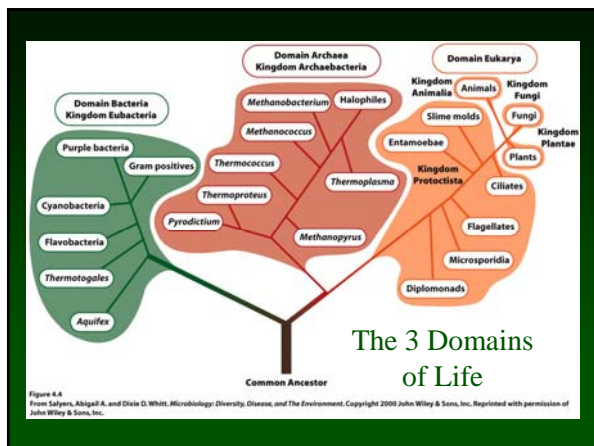 Domain Archaea
Kingdom Archaebacteria
Domain Eukarya
Domain Bacteria
Kingdom Eubacteria
Purple bacteria
Gram positives
Cyanobacteria
Flavobacteria
Thermotogales
Aquifex
Methanobacterium
Halophiles
Methanococcus
Thermococcus
Thermoproteus
Thermoplasma
Pyrodictium
Methanopyrus
Kingdom
Animalia
Animals
Kingdom
Fungi
Slime molds
Fungi
Entamoebae
Kingdom
Plantae
Plants
Kingdom
Protoctista
Ciliates
Flagellates
Microsporidia
Diplomonads
Common Ancestor
The 3 Domains
of Life
Figure 4.4
From Salyers, Abigail A. and Dixie D. Whitt. Microbiology: Diversity, Disease, and The Environment. Copyright 2000 John Wiley & Sons, Inc. Reprinted with permission of
John Wiley & Sons, Inc.